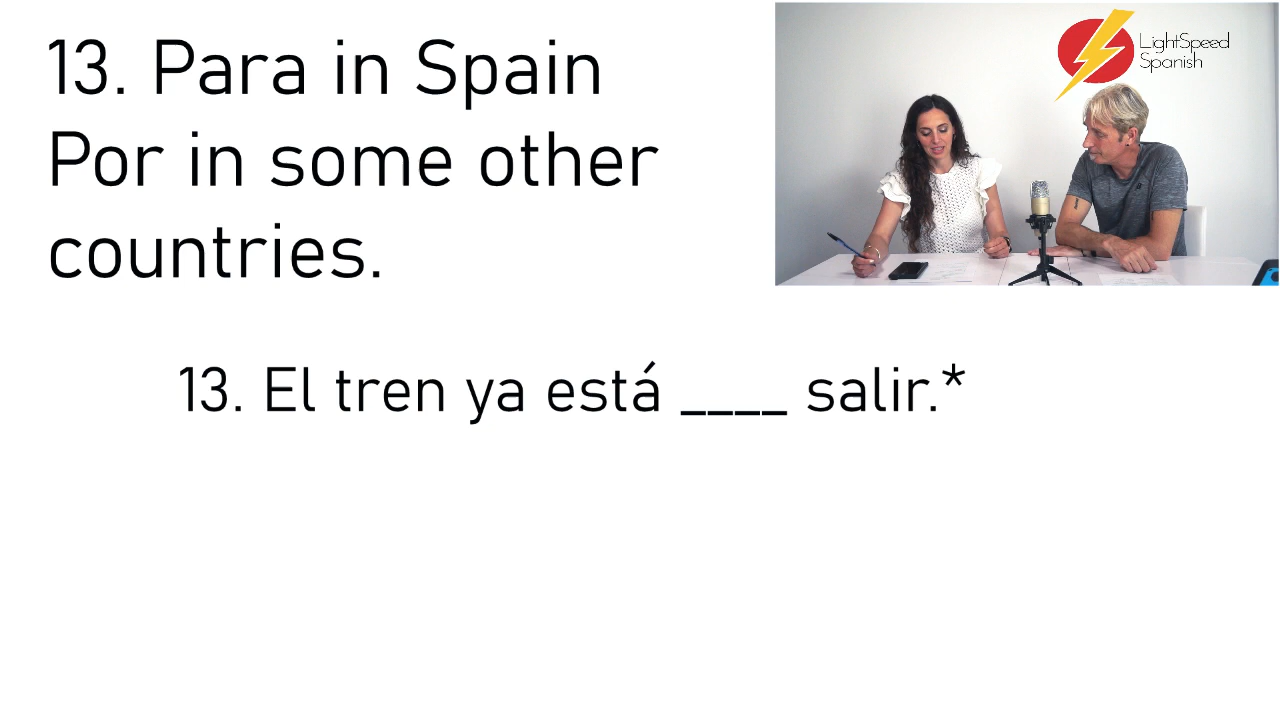 13. Para in Spain
Por in some other
countries.
LightSpeed
Spanish
13. El tren ya está ____ salir.*